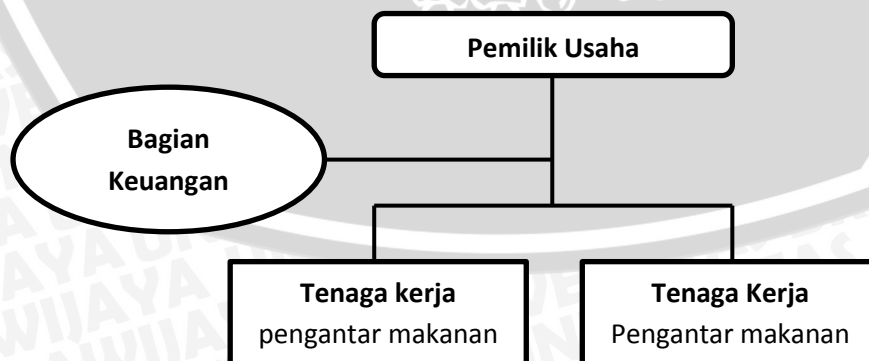 Pemilik Usaha
Bagian
Keuangan
Tenaga kerja
pengantar makanan
Tenaga Kerja
Pengantar makanan